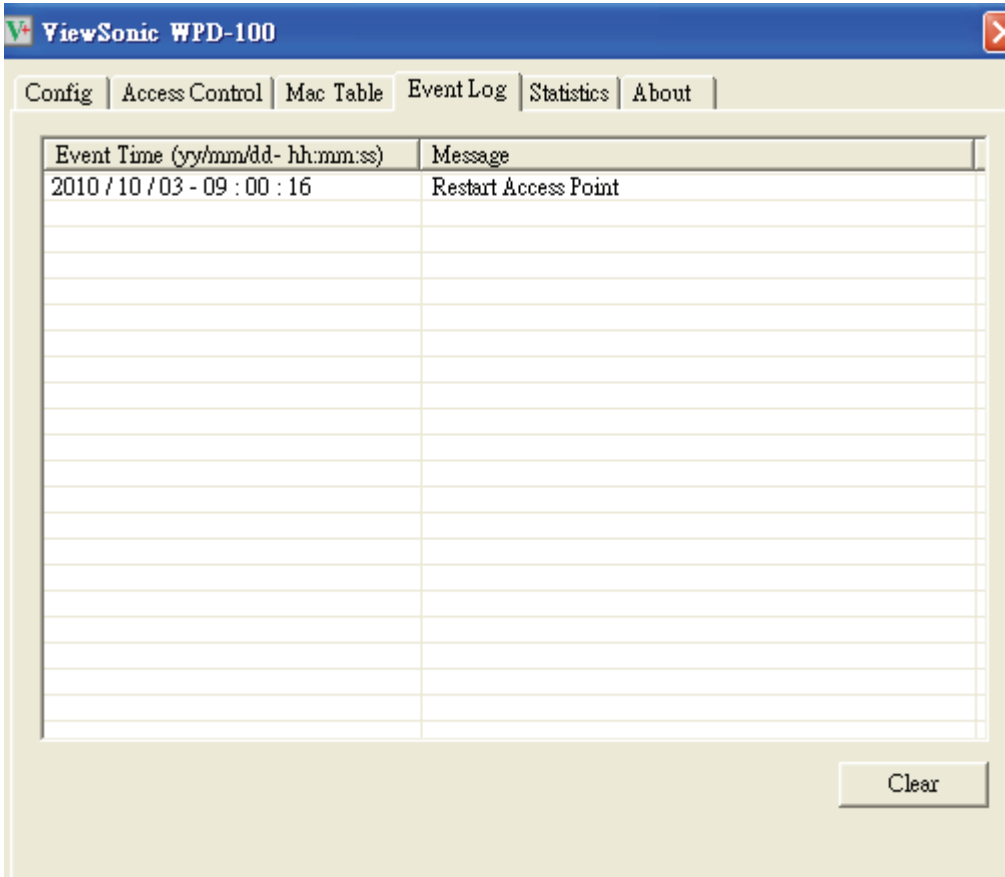 V+ ViewSonic WPD-100
Config Access Control Mac Table Event Log Statistics About
Event Time (yy/mm/dd- hh:mm:ss) Message
2010 / 10 / 03 - 09 : 00 : 16 Restart Access Point
Clear